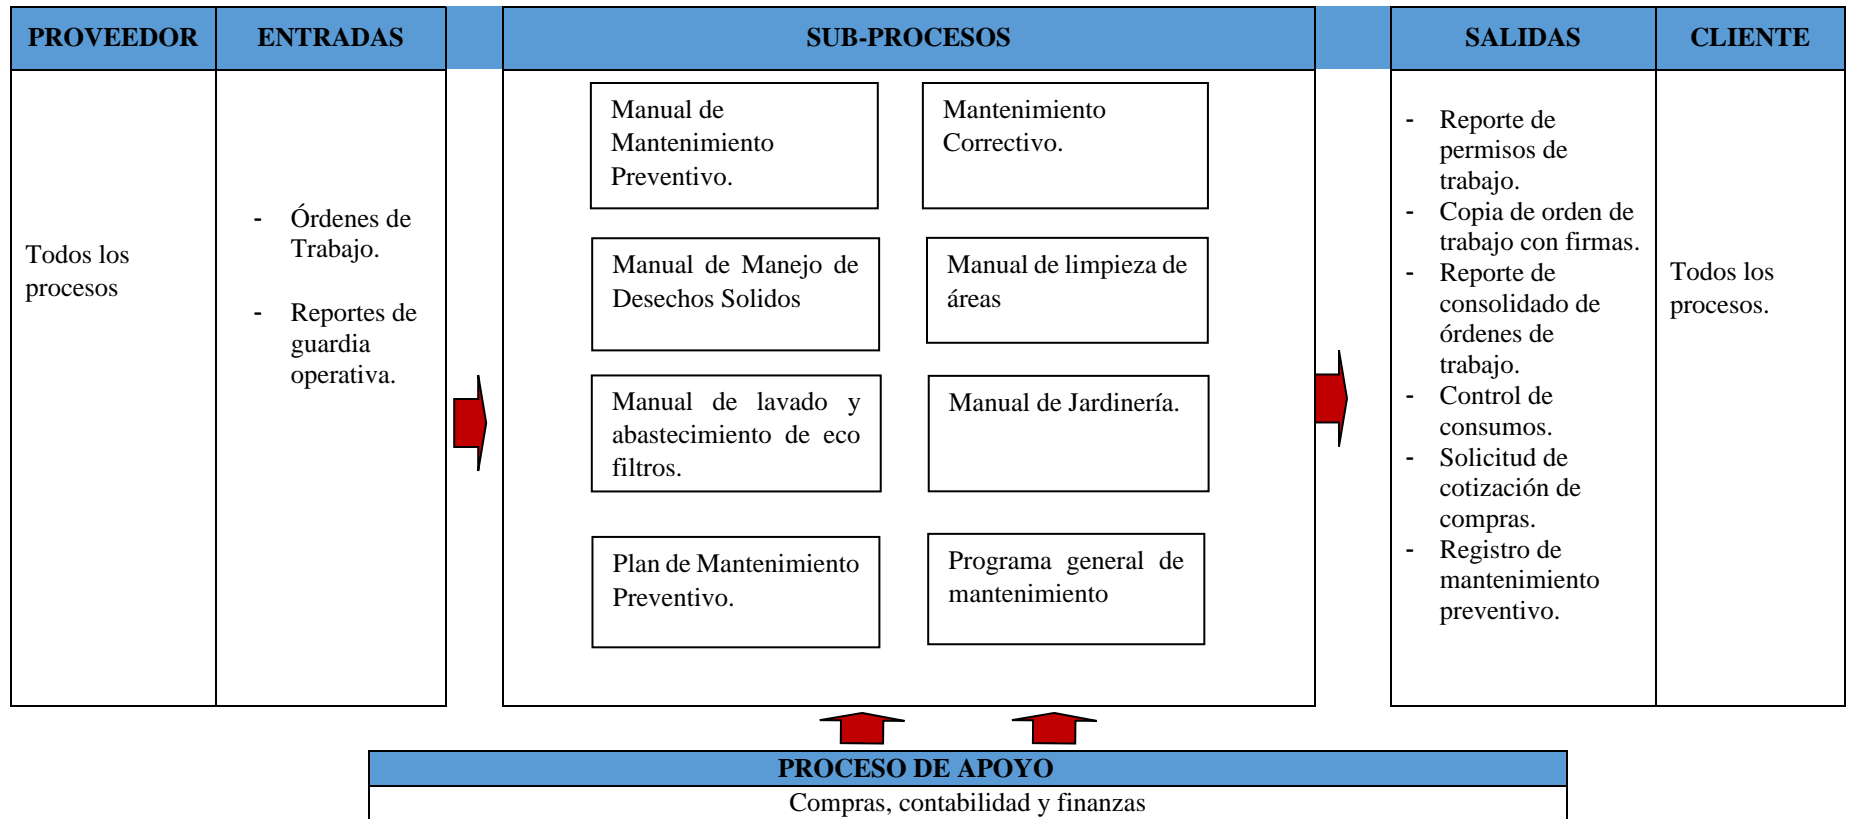 PROVEEDOR
ENTRADAS
SUB-PROCESOS
SALIDAS
CLIENTE
Todos los
procesos
- Órdenes de
Trabajo.
- Reportes de
guardia
operativa.
Manual de
Mantenimiento
Preventivo.
Mantenimiento
Correctivo.
Manual de Manejo de
Desechos Solidos
Manual de limpieza de
áreas
Manual de lavado y
abastecimiento de eco
filtros.
Manual de Jardinería.
Plan de Mantenimiento
Preventivo.
Programa general de
mantenimiento
- Reporte de
permisos de
trabajo.
- Copia de orden de
trabajo con firmas.
- Reporte de
consolidado de
órdenes de
trabajo.
- Control de
consumos.
- Solicitud de
cotización de
compras.
- Registro de
mantenimiento
preventivo.
Todos los
procesos.
PROCESO DE APOYO
Compras, contabilidad y finanzas